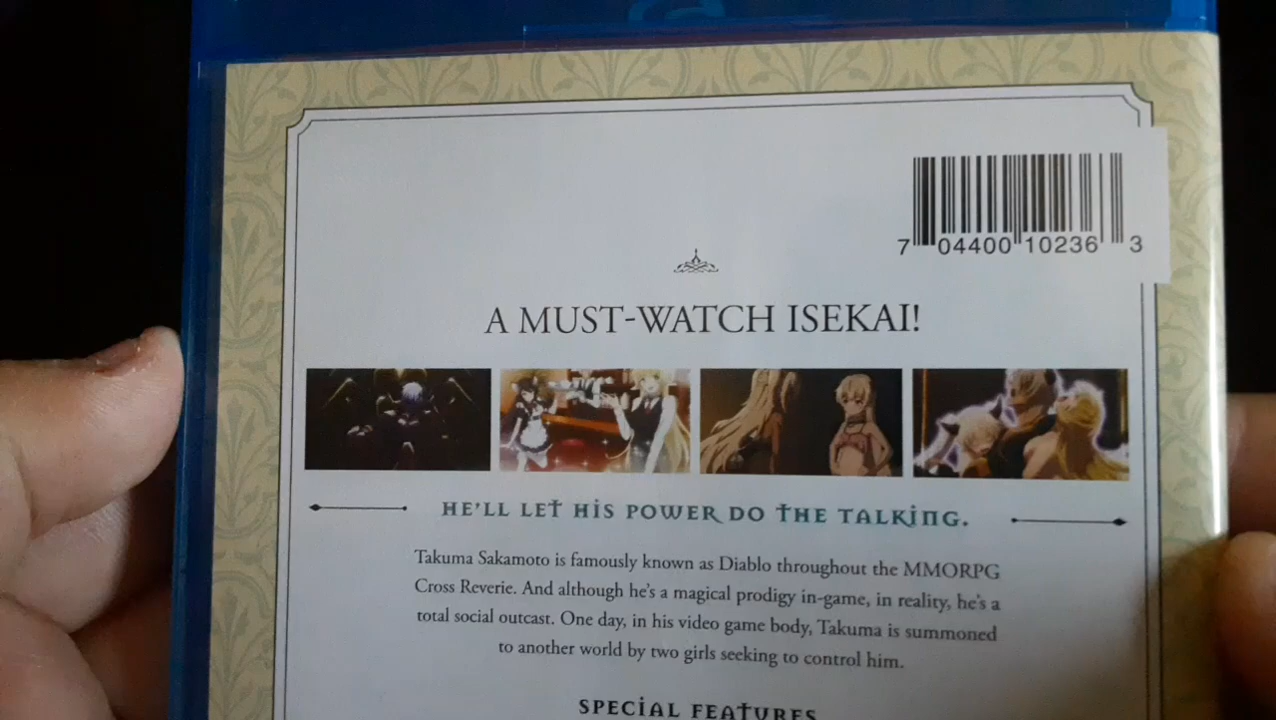 7 04400 10236 3
A MUST-WATCH ISEKAI!
HE'LL LET HIS POWER DO THE TALKING.
Takuma Sakamoto is famously known as Diablo throughout the MMORPG
Cross Reverie. And although he's a magical prodigy in-game, in reality, he's a
total social outcast. One day, in his video game body, Takuma is summoned
to another world by two girls seeking to control him.
SPECIAL FEATURES